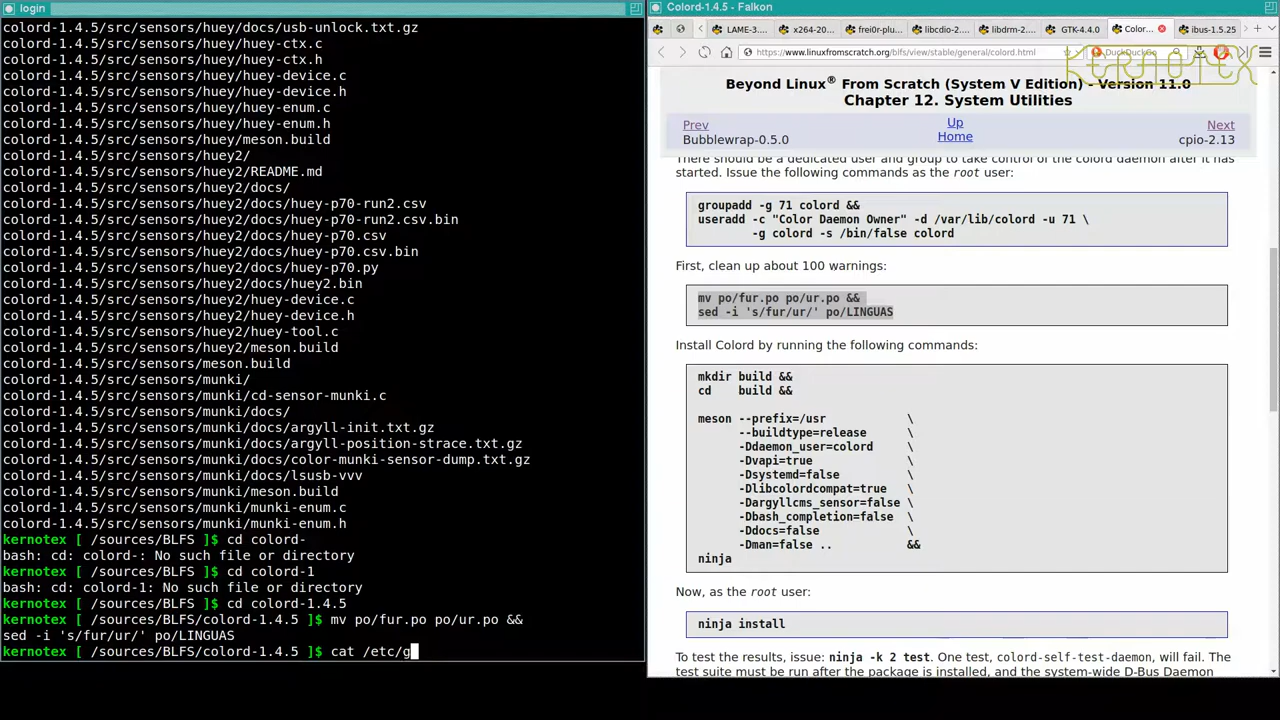 login
colord-1.4.5/src/sensors/huey/docs/usb-unlock.txt.gz
colord-1.4.5/src/sensors/huey/huey-ctx.c
colord-1.4.5/src/sensors/huey/huey-ctx.h
colord-1.4.5/src/sensors/huey/huey-device.c
colord-1.4.5/src/sensors/huey/huey-device.h
colord-1.4.5/src/sensors/huey/huey-enum.c
colord-1.4.5/src/sensors/huey/huey-enum.h
colord-1.4.5/src/sensors/huey/meson.build
colord-1.4.5/src/sensors/huey2/
colord-1.4.5/src/sensors/huey2/README.md
colord-1.4.5/src/sensors/huey2/docs/
colord-1.4.5/src/sensors/huey2/docs/huey-p70-run2.csv
colord-1.4.5/src/sensors/huey2/docs/huey-p70-run2.csv.bin
colord-1.4.5/src/sensors/huey2/docs/huey-p70.csv
colord-1.4.5/src/sensors/huey2/docs/huey-p70.csv.bin
colord-1.4.5/src/sensors/huey2/docs/huey-p70.py
colord-1.4.5/src/sensors/huey2/docs/huey2.bin
colord-1.4.5/src/sensors/huey2/huey-device.c
colord-1.4.5/src/sensors/huey2/huey-device.h
colord-1.4.5/src/sensors/huey2/huey-tool.c
colord-1.4.5/src/sensors/huey2/meson.build
colord-1.4.5/src/sensors/meson.build
colord-1.4.5/src/sensors/munki/
colord-1.4.5/src/sensors/munki/cd-sensor-munki.c
colord-1.4.5/src/sensors/munki/docs/
colord-1.4.5/src/sensors/munki/docs/argyll-init.txt.gz
colord-1.4.5/src/sensors/munki/docs/argyll-position-strace.txt.gz
colord-1.4.5/src/sensors/munki/docs/color-munki-sensor-dump.txt.gz
colord-1.4.5/src/sensors/munki/docs/lsusb-vvv
colord-1.4.5/src/sensors/munki/meson.build
colord-1.4.5/src/sensors/munki/munki-enum.c
colord-1.4.5/src/sensors/munki/munki-enum.h
kernotex [ /sources/BLFS ]$ cd colord-
bash: cd: colord-: No such file or directory
kernotex [ /sources/BLFS ]$ cd colord-1
bash: cd: colord-1: No such file or directory
kernotex [ /sources/BLFS ]$ cd colord-1.4.5
kernotex [ /sources/BLFS/colord-1.4.5 ]$ mv po/fur.po po/ur.po &&
sed -i 's/fur/ur/' po/LINGUAS
kernotex [ /sources/BLFS/colord-1.4.5 ]$ cat /etc/g
Colord-1.4.5 - Falkon
LAME-3....
x264-20...
frei0r-plu...
libcdio-2....
libdrm-2....
GTK-4.4.0
Color...
ibus-1.5.25
https://www.linuxfromscratch.org/blfs/view/stable/general/colord.html
DuckDuckGo
KERNOTEX
Beyond Linux® From Scratch (System V Edition) - Version 11.0
Chapter 12. System Utilities
Prev Up Next
Bubblewrap-0.5.0 Home cpio-2.13
There should be a dedicated user and group to take control of the colord daemon after it has
started. Issue the following commands as the root user:
groupadd -g 71 colord &&
useradd -c "Color Daemon Owner" -d /var/lib/colord -u 71 \
-g colord -s /bin/false colord
First, clean up about 100 warnings:
mv po/fur.po po/ur.po &&
sed -i 's/fur/ur/' po/LINGUAS
Install Colord by running the following commands:
mkdir build &&
cd build &&
meson --prefix=/usr \
--buildtype=release \
-Ddaemon_user=colord \
-Dvapi=true \
-Dsystemd=false \
-Dlibcolordcompat=true \
-Dargyllcms_sensor=false \
-Dbash_completion=false \
-Ddocs=false \
-Dman=false .. &&
ninja
Now, as the root user:
ninja install
To test the results, issue: ninja -k 2 test. One test, colord-self-test-daemon, will fail. The
test suite must be run after the package is installed, and the system-wide D-Bus Daemon